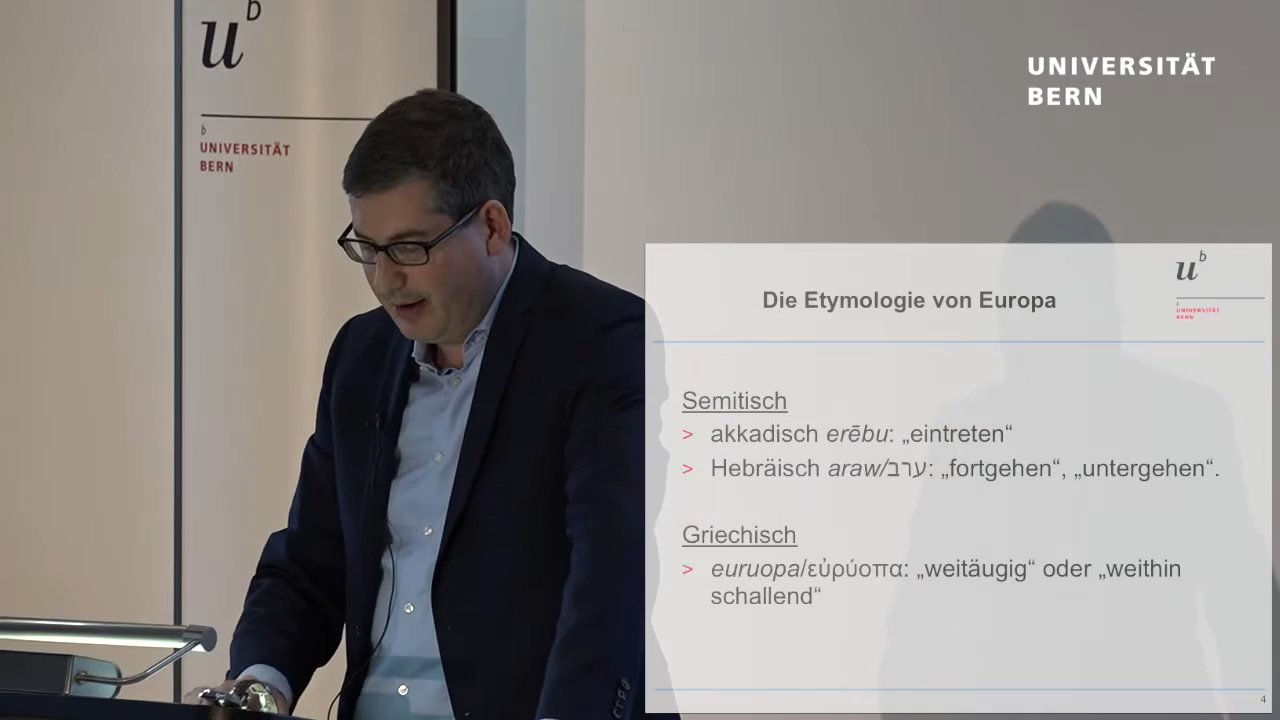 u b
b
UNIVERSITÄT
BERN
UNIVERSITÄT
BERN
Die Etymologie von Europa
u b
b
UNIVERSITÄT
BERN
Semitisch
> akkadisch erēbu: „eintreten“
> Hebräisch araw/ערב: „fortgehen“, „untergehen“.
Griechisch
> euruopa/εὐρύοπα: „weitäugig“ oder „weithin
schallend“
4